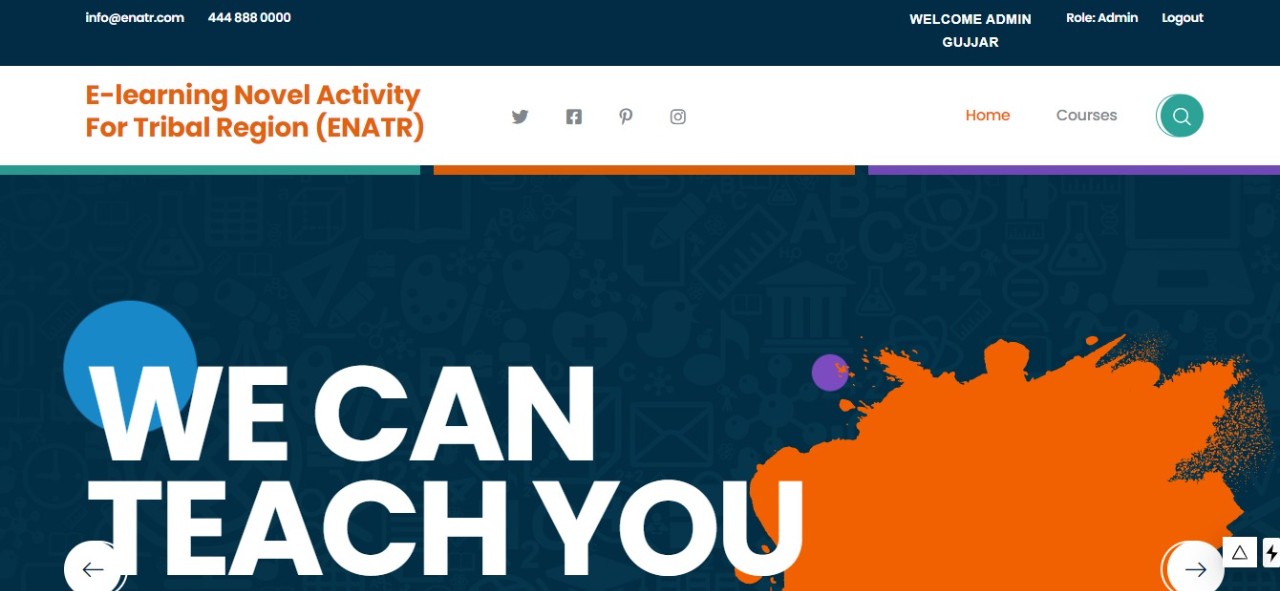 info@enatr.com 444 888 0000
WELCOME ADMIN
GUJJAR
Role: Admin Logout
E-learning Novel Activity
For Tribal Region (ENATR)
Home Courses
WE CAN
TEACH YOU